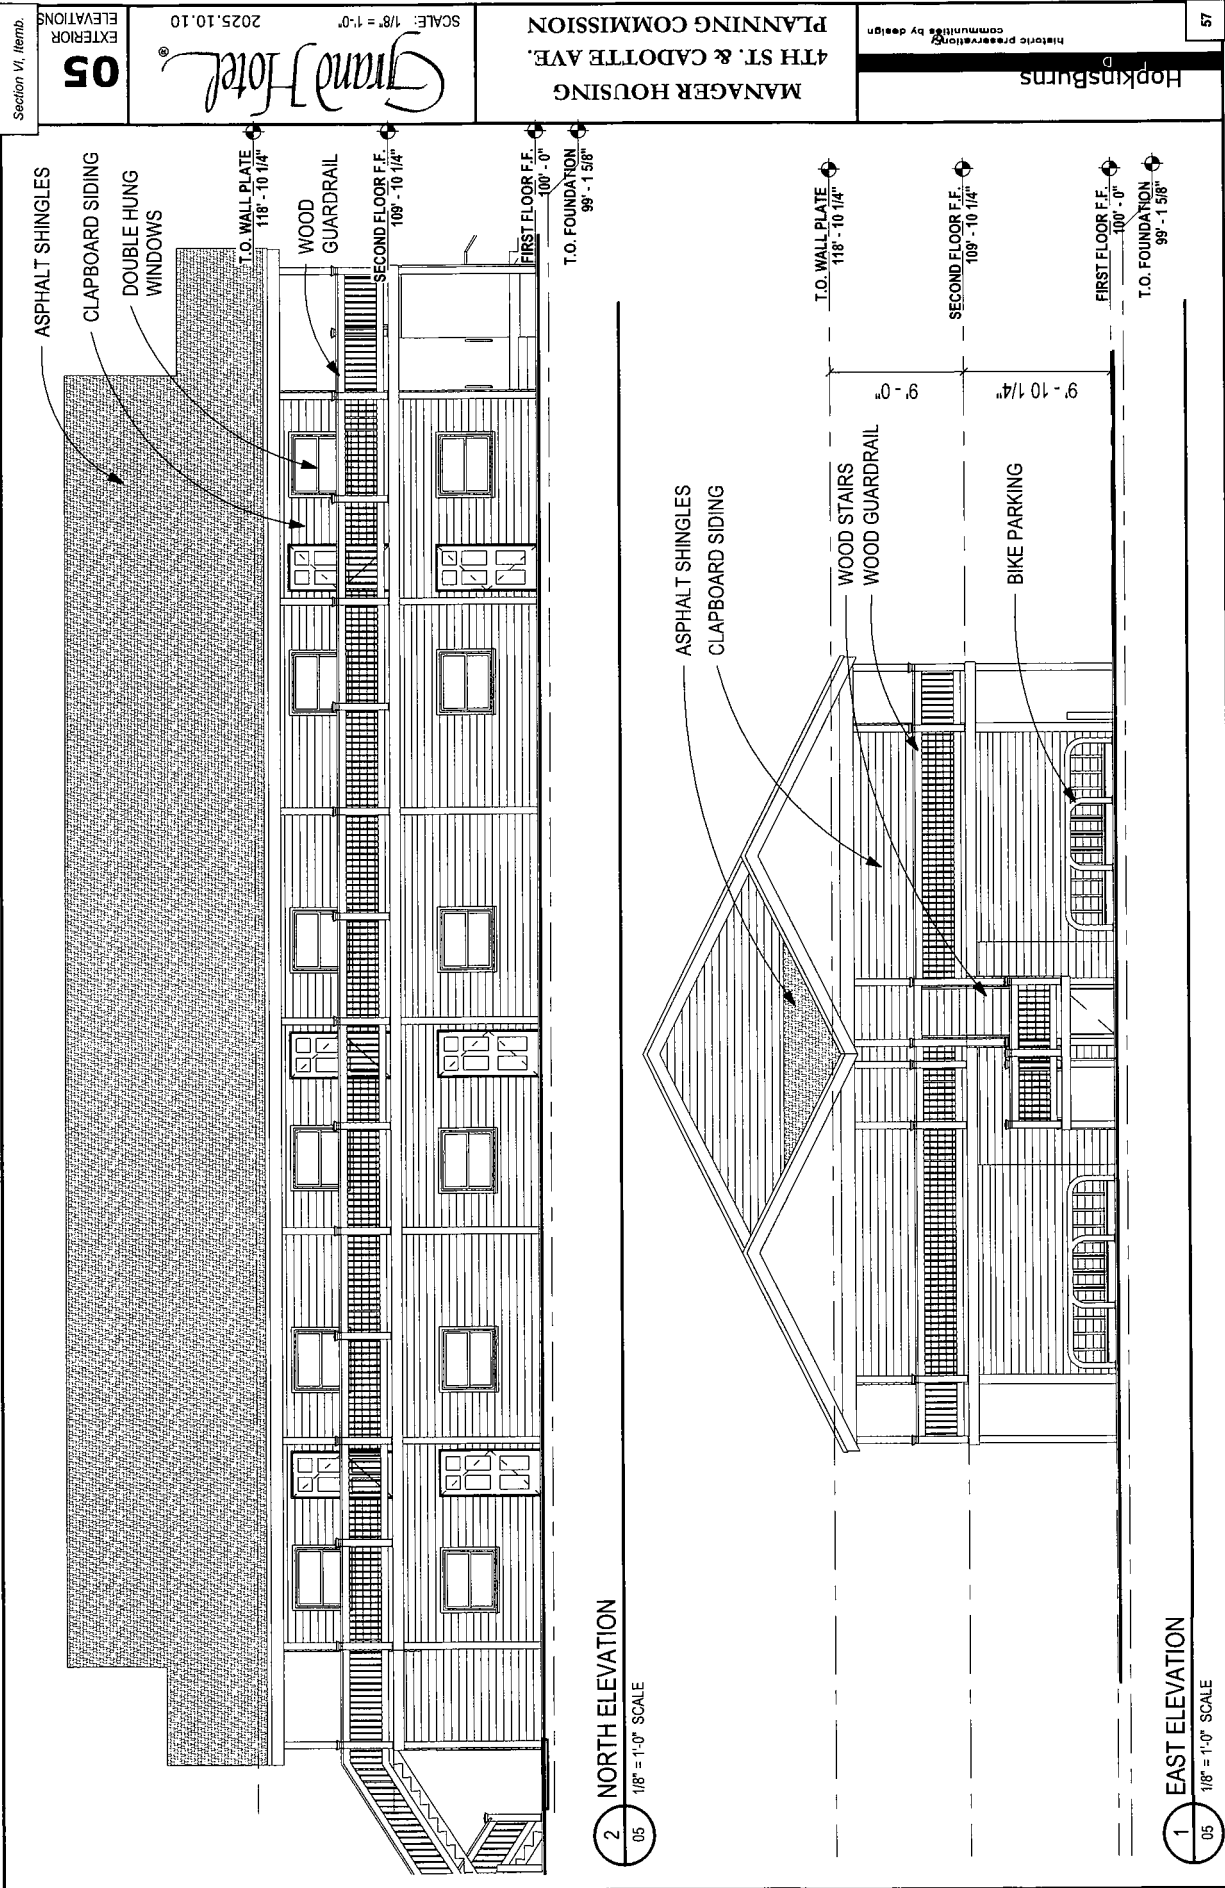 Section VI, Itemb.
05
EXTERIOR
ELEVATIONS
Grand Hotel®
SCALE: 1/8" = 1'-0"
2025.10.10
MANAGER HOUSING
4TH ST. & CADOTTE AVE.
PLANNING COMMISSION
HopkinsBurns
historic preservation
communities by design
57
ASPHALT SHINGLES
CLAPBOARD SIDING
DOUBLE HUNG
WINDOWS
WOOD
GUARDRAIL
T.O. WALL PLATE
118' - 10 1/4"
SECOND FLOOR F.F.
109' - 10 1/4"
FIRST FLOOR F.F.
100' - 0"
T.O. FOUNDATION
99' - 1 5/8"
2
05
NORTH ELEVATION
1/8" = 1'-0" SCALE
ASPHALT SHINGLES
CLAPBOARD SIDING
WOOD STAIRS
WOOD GUARDRAIL
BIKE PARKING
T.O. WALL PLATE
118' - 10 1/4"
SECOND FLOOR F.F.
109' - 10 1/4"
FIRST FLOOR F.F.
100' - 0"
T.O. FOUNDATION
99' - 1 5/8"
9' - 0"
9' - 10 1/4"
1
05
EAST ELEVATION
1/8" = 1'-0" SCALE